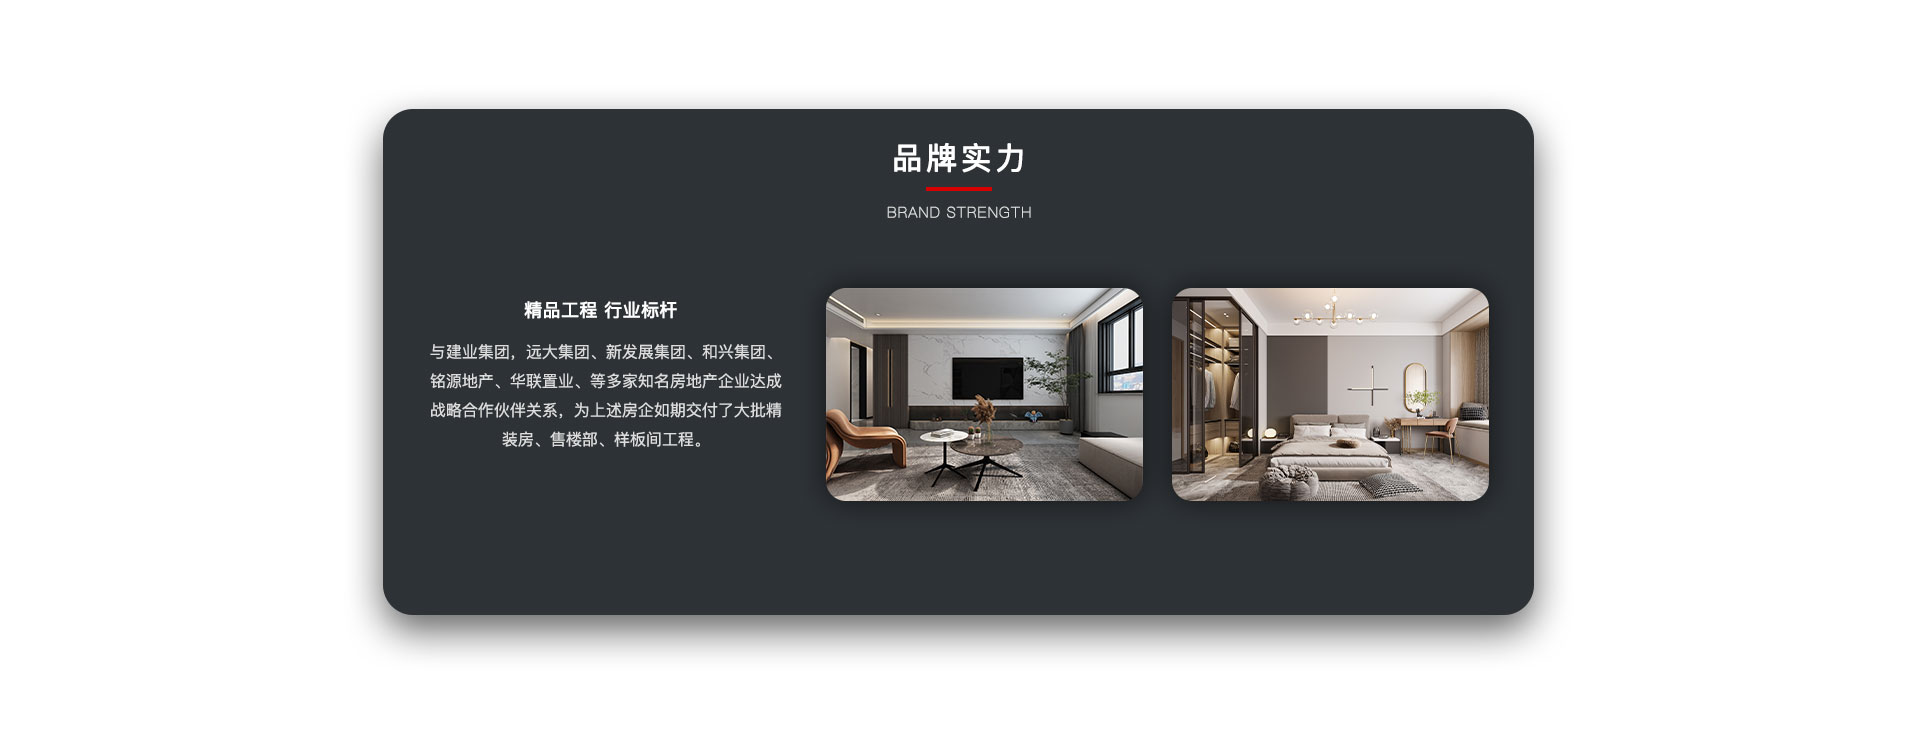 品牌实力
BRAND STRENGTH
精品工程 行业标杆
与建业集团，远大集团、新发展集团、和兴集团、
铭源地产、华联置业、等多家知名房地产企业达成
战略合作伙伴关系，为上述房企如期交付了大批精
装房、售楼部、样板间工程。